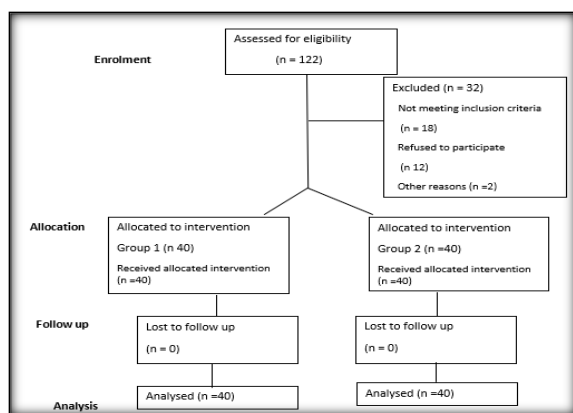 Assessed for eligibility
(n = 122)
Enrolment
Excluded (n = 32)
Not meeting inclusion criteria
(n = 18)
Refused to participate
(n 12)
Other reasons (n =2)
Allocation
Allocated to intervention
Group 1 (n 40)
Received allocated intervention
(n =40)
Allocated to intervention
Group 2 (n =40)
Received allocated intervention
(n =40)
Follow up
Lost to follow up
(n = 0)
Lost to follow up
(n = 0)
Analysis
Analysed (n =40)
Analysed (n =40)